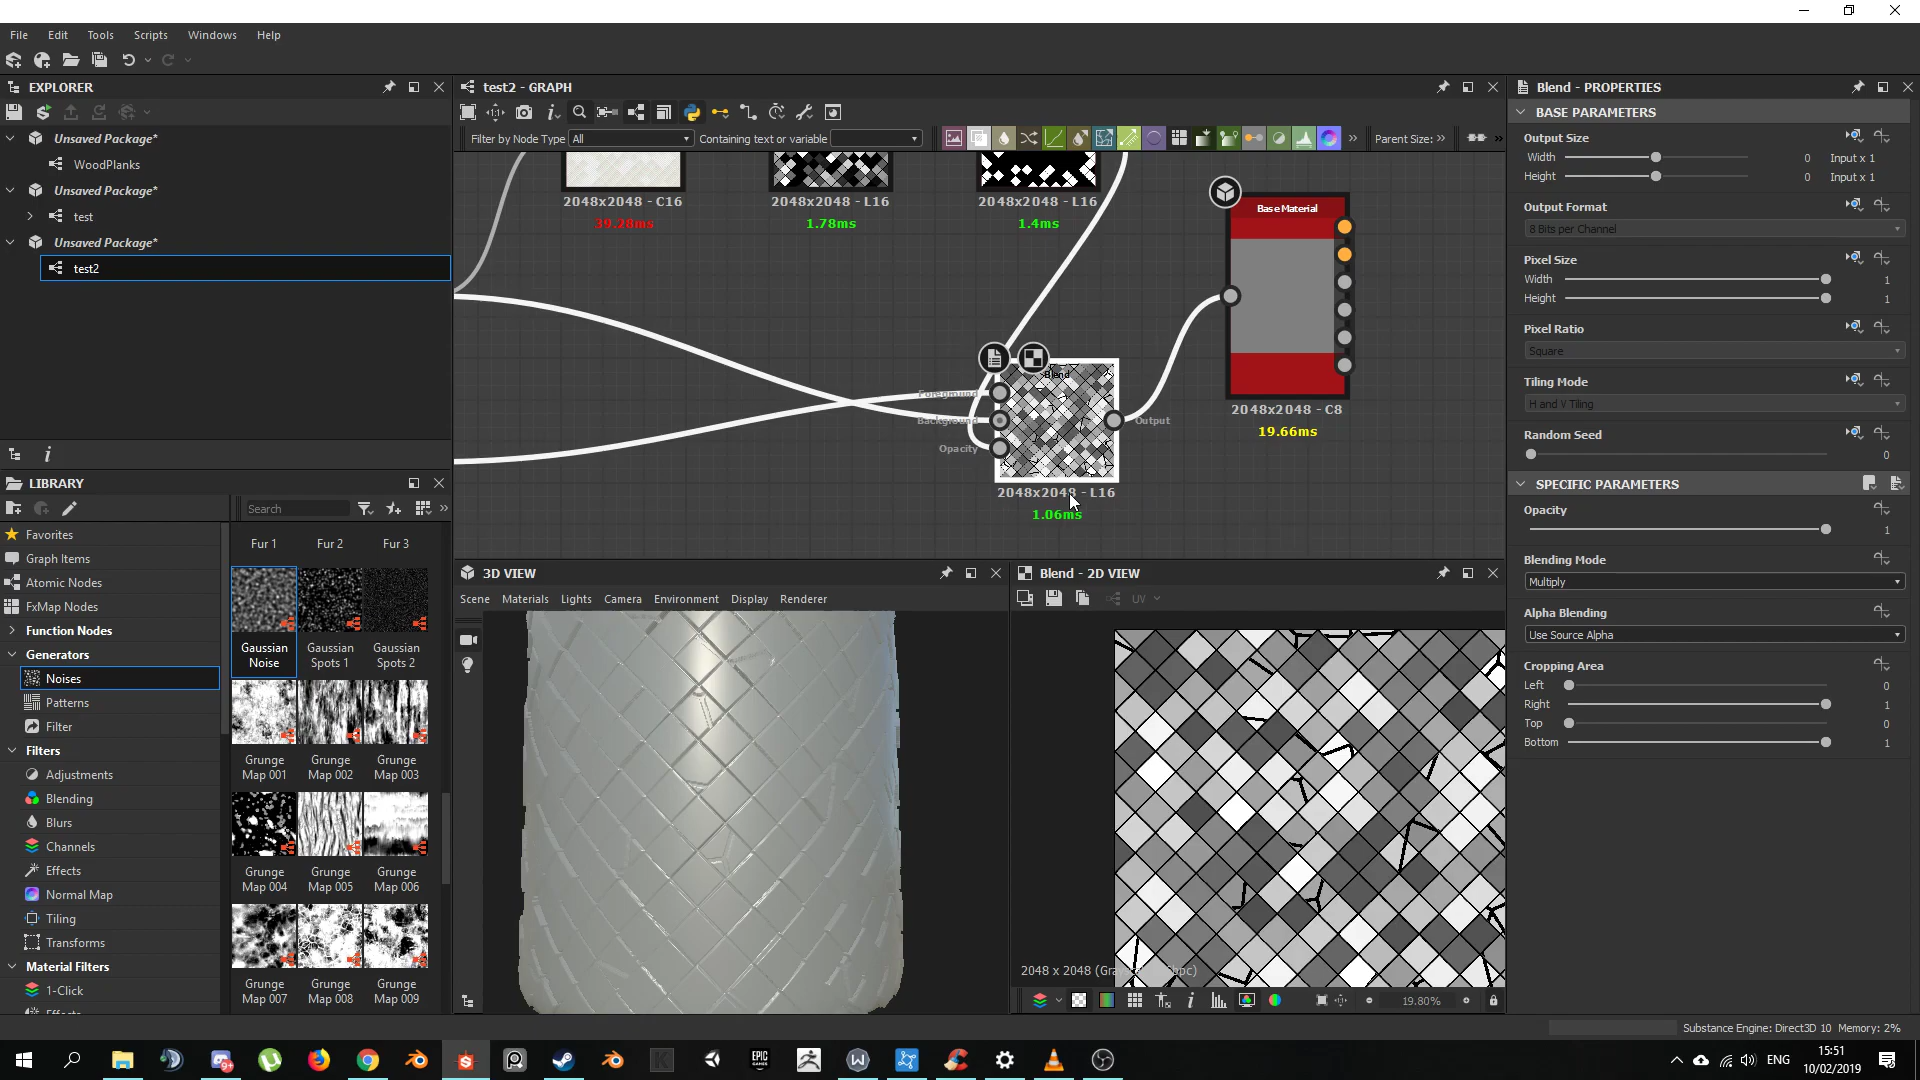 File Edit Tools Scripts Windows Help
EXPLORER
Unsaved Package*
WoodPlanks
Unsaved Package*
test
Unsaved Package*
test2
LIBRARY
Search
Favorites
Graph Items
Atomic Nodes
FxMap Nodes
Function Nodes
Generators
Noises
Patterns
Filter
Filters
Adjustments
Blending
Blurs
Channels
Effects
Normal Map
Tiling
Transforms
Material Filters
1-Click
Fur 1 Fur 2 Fur 3
Gaussian Noise
Gaussian Spots 1
Gaussian Spots 2
Grunge Map 001
Grunge Map 002
Grunge Map 003
Grunge Map 004
Grunge Map 005
Grunge Map 006
Grunge Map 007
Grunge Map 008
Grunge Map 009
test2 - GRAPH
Filter by Node Type All Containing text or variable Parent Size:
2048x2048 - C16
39.28ms
2048x2048 - L16
1.78ms
2048x2048 - L16
1.4ms
Base Material
2048x2048 - C8
19.66ms
Blend
Foreground
Background
Opacity
Output
2048x2048 - L16
1.06ms
3D VIEW
Scene Materials Lights Camera Environment Display Renderer
Blend - 2D VIEW
UV
2048 x 2048 (Gray
bpc)
19.80%
Blend - PROPERTIES
BASE PARAMETERS
Output Size
Width 0 Input x 1
Height 0 Input x 1
Output Format
8 Bits per Channel
Pixel Size
Width 1
Height 1
Pixel Ratio
Square
Tiling Mode
H and V Tiling
Random Seed
0
SPECIFIC PARAMETERS
Opacity
1
Blending Mode
Multiply
Alpha Blending
Use Source Alpha
Cropping Area
Left 0
Right 1
Top 0
Bottom 1
Substance Engine: Direct3D 10 Memory: 2%
9+
EPIC GAMES
ENG
15:51
10/02/2019